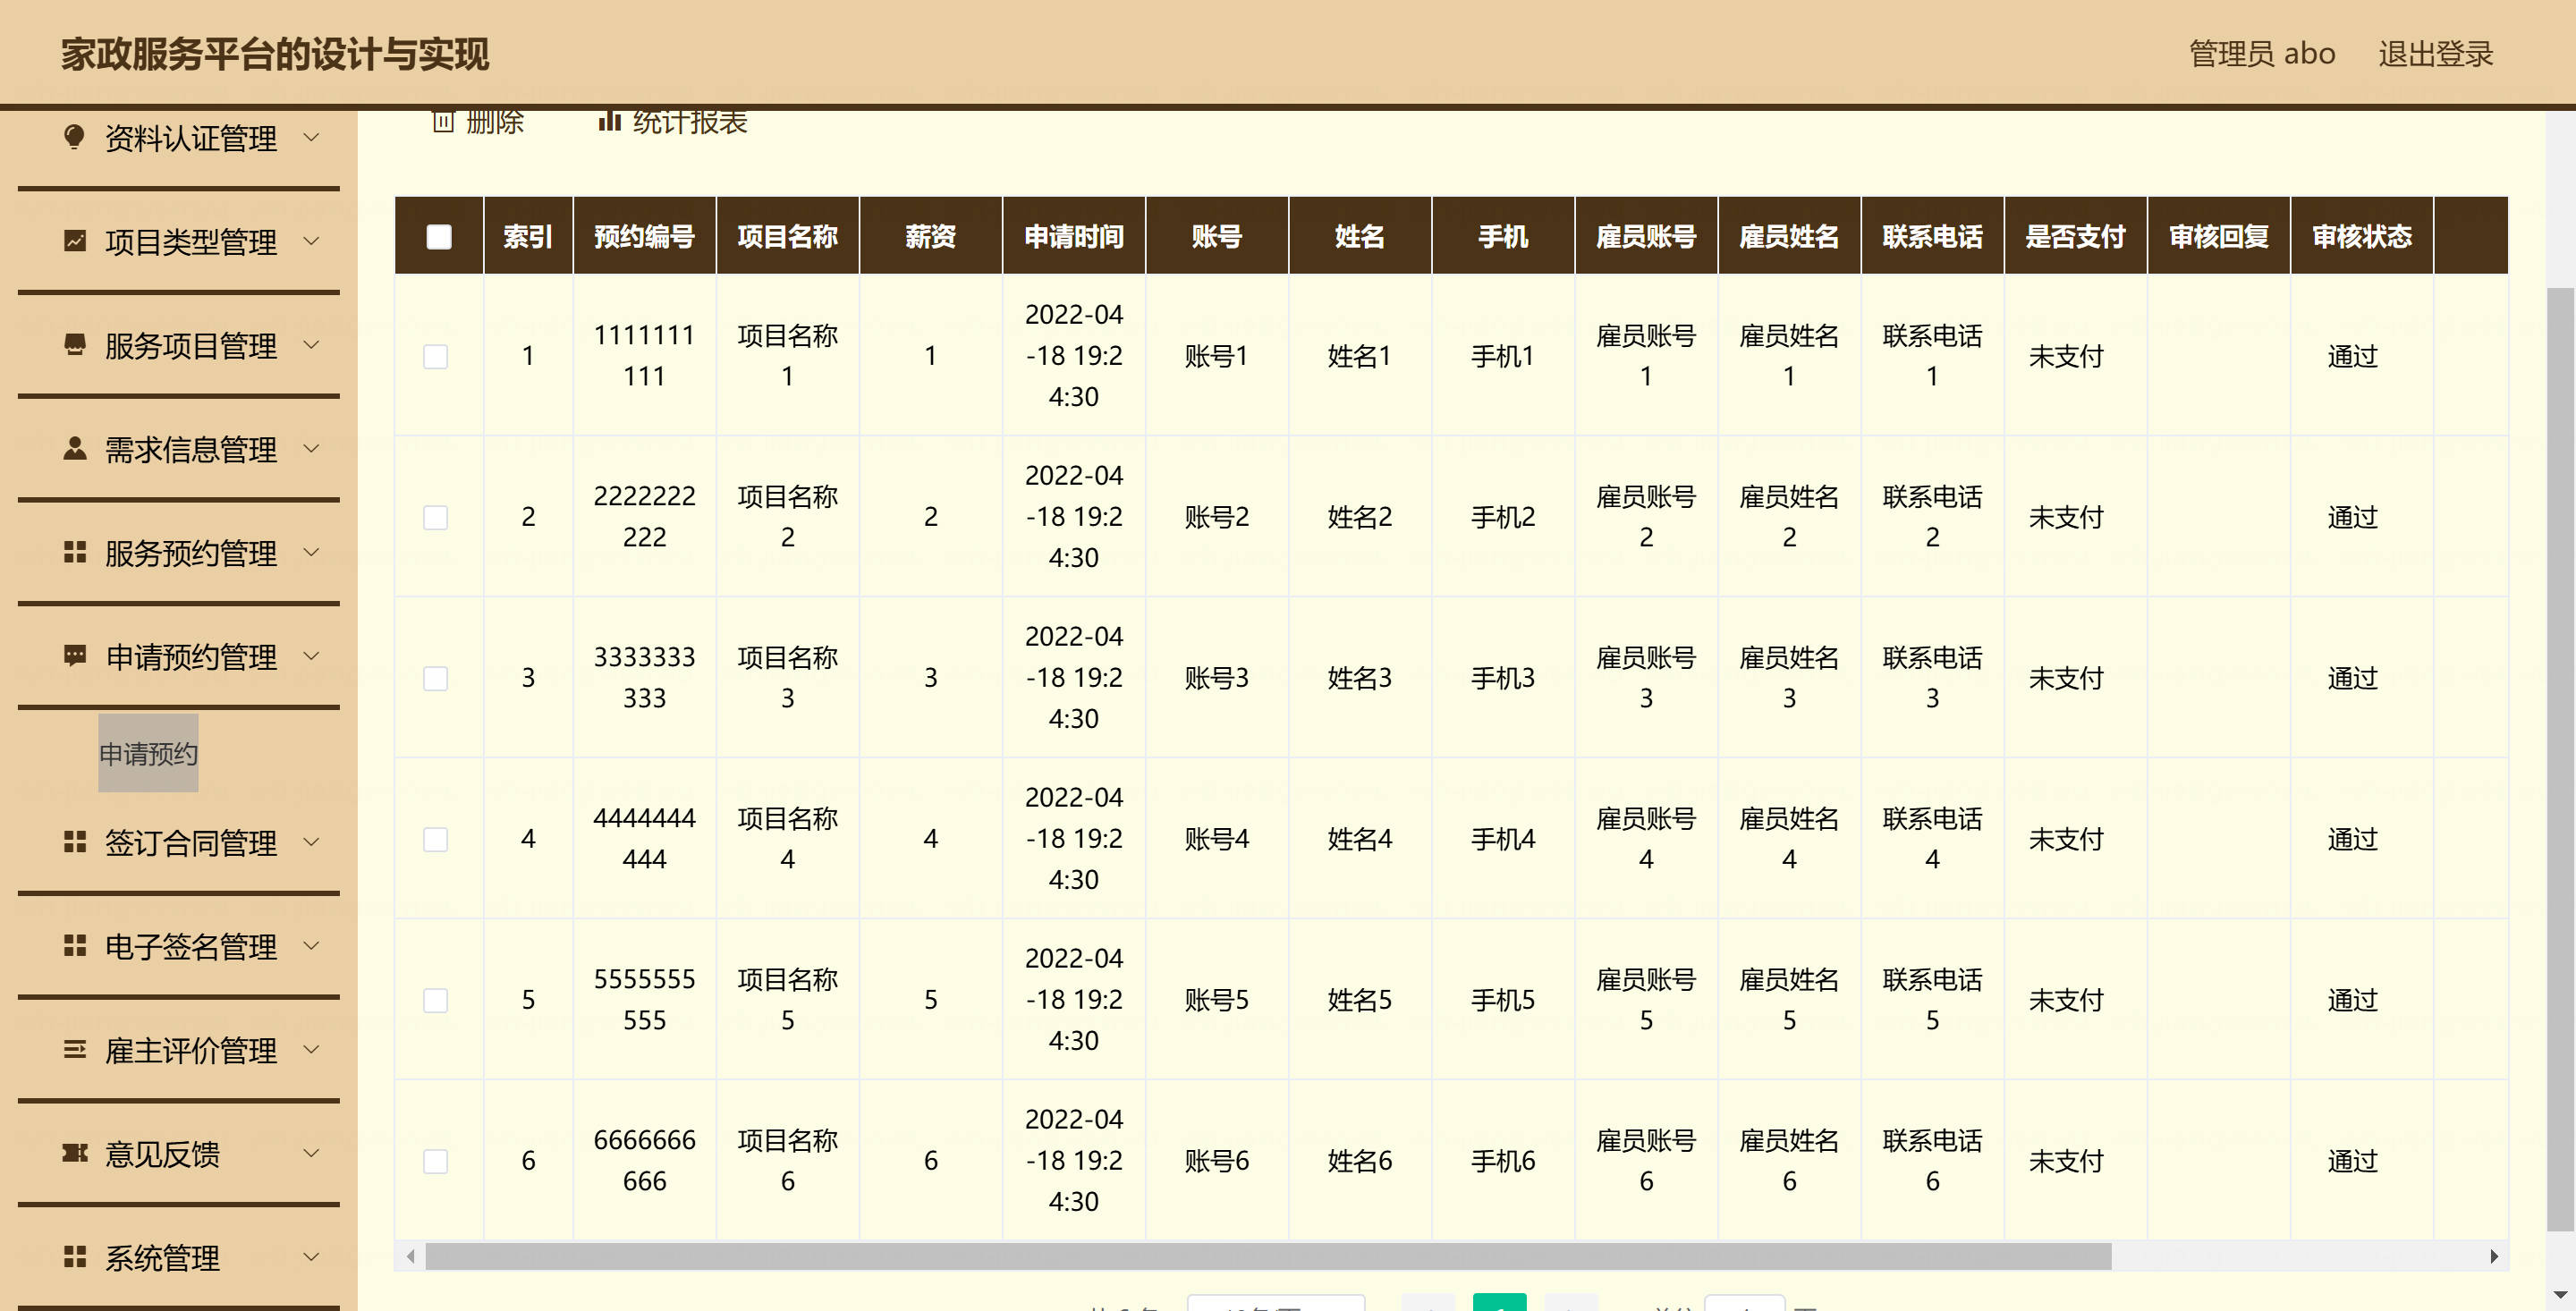 家政服务平台的设计与实现
管理员 abo 退出登录
资料认证管理
项目类型管理
服务项目管理
需求信息管理
服务预约管理
申请预约管理
申请预约
签订合同管理
电子签名管理
雇主评价管理
意见反馈
系统管理
删除 统计报表
索引 预约编号 项目名称 薪资 申请时间 账号 姓名 手机 雇员账号 雇员姓名 联系电话 是否支付 审核回复 审核状态
1 1111111111 项目名称1 1 2022-04-18 19:24:30 账号1 姓名1 手机1 雇员账号1 雇员姓名1 联系电话1 未支付 通过
2 2222222222 项目名称2 2 2022-04-18 19:24:30 账号2 姓名2 手机2 雇员账号2 雇员姓名2 联系电话2 未支付 通过
3 3333333333 项目名称3 3 2022-04-18 19:24:30 账号3 姓名3 手机3 雇员账号3 雇员姓名3 联系电话3 未支付 通过
4 4444444444 项目名称4 4 2022-04-18 19:24:30 账号4 姓名4 手机4 雇员账号4 雇员姓名4 联系电话4 未支付 通过
5 5555555555 项目名称5 5 2022-04-18 19:24:30 账号5 姓名5 手机5 雇员账号5 雇员姓名5 联系电话5 未支付 通过
6 6666666666 项目名称6 6 2022-04-18 19:24:30 账号6 姓名6 手机6 雇员账号6 雇员姓名6 联系电话6 未支付 通过